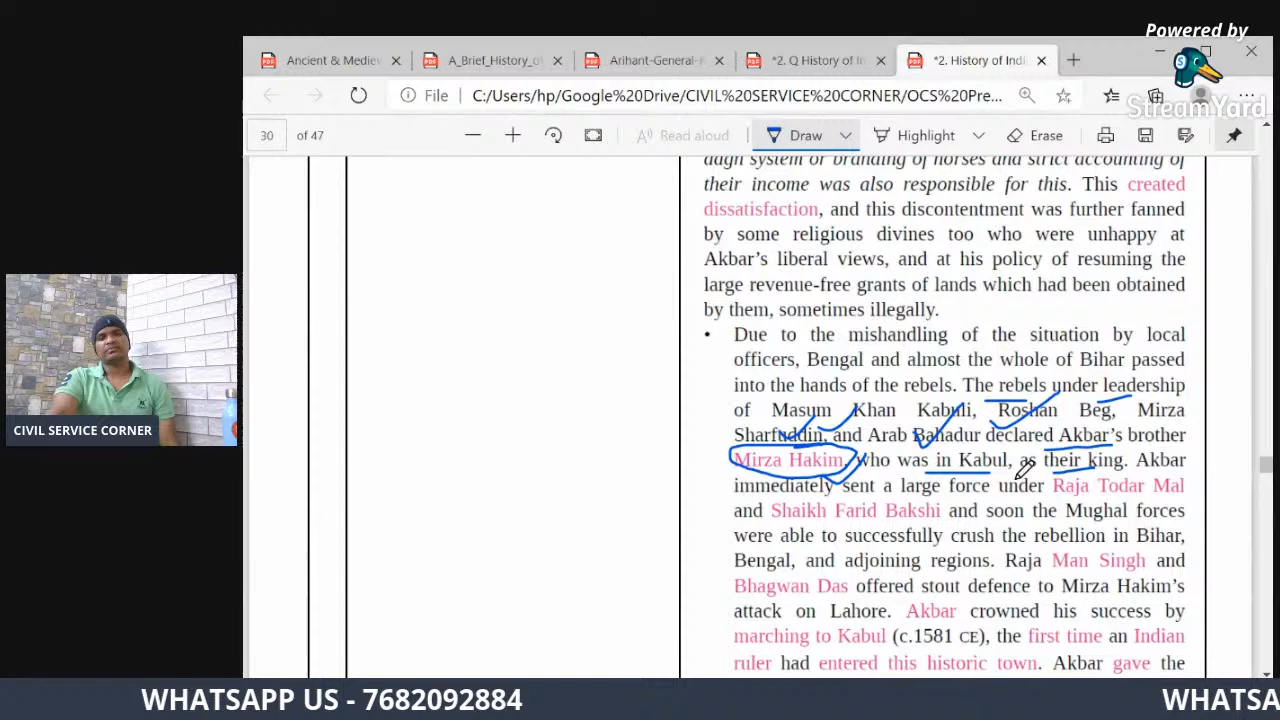 Powered by
Ancient & Mediev
A_Brief_History_o
Arihant-General-
*2. Q History of In
*2. History of Indi
File
C:/Users/hp/Google%20Drive/CIVIL%20SERVICE%20CORNER/OCS%20Pre...
StreamYard
30 of 47
Read aloud
Draw
Highlight
Erase
dagh system or branding of horses and strict accounting of
their income was also responsible for this. This created
dissatisfaction, and this discontentment was further fanned
by some religious divines too who were unhappy at
Akbar's liberal views, and at his policy of resuming the
large revenue-free grants of lands which had been obtained
by them, sometimes illegally.
• Due to the mishandling of the situation by local
officers, Bengal and almost the whole of Bihar passed
into the hands of the rebels. The rebels under leadership
of Masum Khan Kabuli, Roshan Beg, Mirza
Sharfuddin, and Arab Bahadur declared Akbar's brother
Mirza Hakim, who was in Kabul, as their king. Akbar
immediately sent a large force under Raja Todar Mal
and Shaikh Farid Bakshi and soon the Mughal forces
were able to successfully crush the rebellion in Bihar,
Bengal, and adjoining regions. Raja Man Singh and
Bhagwan Das offered stout defence to Mirza Hakim's
attack on Lahore. Akbar crowned his success by
marching to Kabul (c.1581 CE), the first time an Indian
ruler had entered this historic town. Akbar gave the
CIVIL SERVICE CORNER
WHATSAPP US - 7682092884
WHATSA